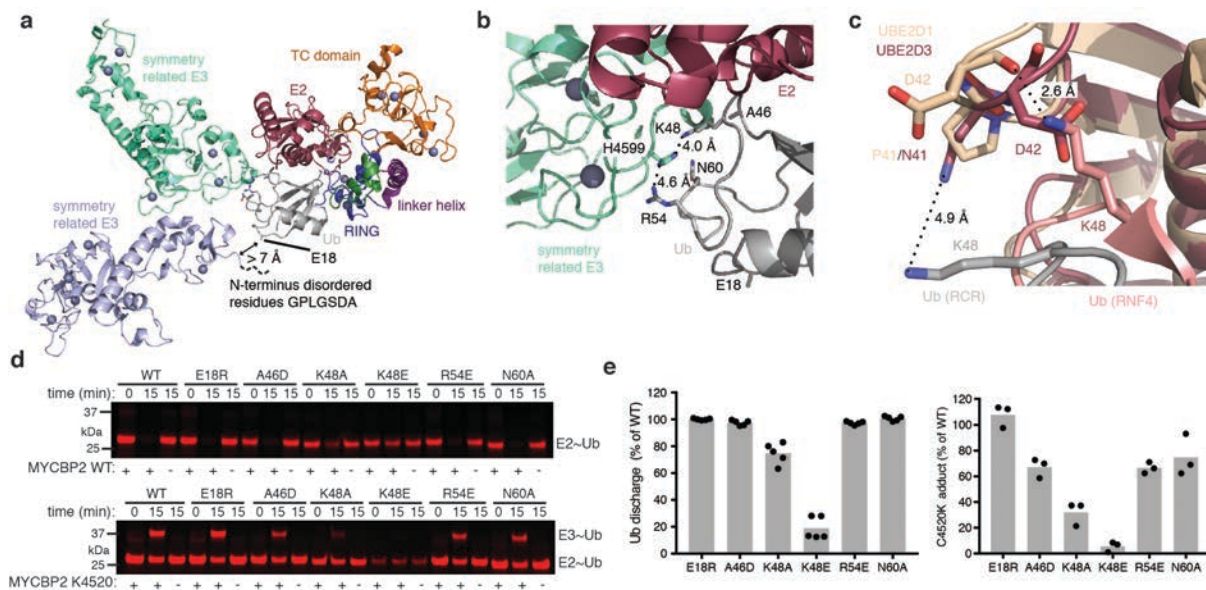 a
symmetry
related E3
TC domain
E2
symmetry
related E3
linker helix
RING
Ub
> 7 Å
E18
N-terminus disordered
residues GPLGSDA
b
E2
A46
K48
4.0 Å
H4599
N60
4.6 Å
R54
Ub
symmetry
related E3
E18
c
UBE2D1
UBE2D3
D42
2.6 Å
P41/N41
D42
4.9 Å
K48
K48
Ub (RCR)
Ub (RNF4)
d
WT E18R A46D K48A K48E R54E N60A
time (min): 0 15 15 0 15 15 0 15 15 0 15 15 0 15 15 0 15 15 0 15 15
37
kDa
25
E2~Ub
MYCBP2 WT: + + - + + - + + - + + - + + - + + - + + -
WT E18R A46D K48A K48E R54E N60A
time (min): 0 15 15 0 15 15 0 15 15 0 15 15 0 15 15 0 15 15 0 15 15
37
kDa
25
E3~Ub
E2~Ub
MYCBP2 K4520: + + - + + - + + - + + - + + - + + - + + -
e
Ub discharge (% of WT)
120
100
80
60
40
20
0
E18R A46D K48A K48E R54E N60A
C4520K adduct (% of WT)
120
100
80
60
40
20
0
E18R A46D K48A K48E R54E N60A